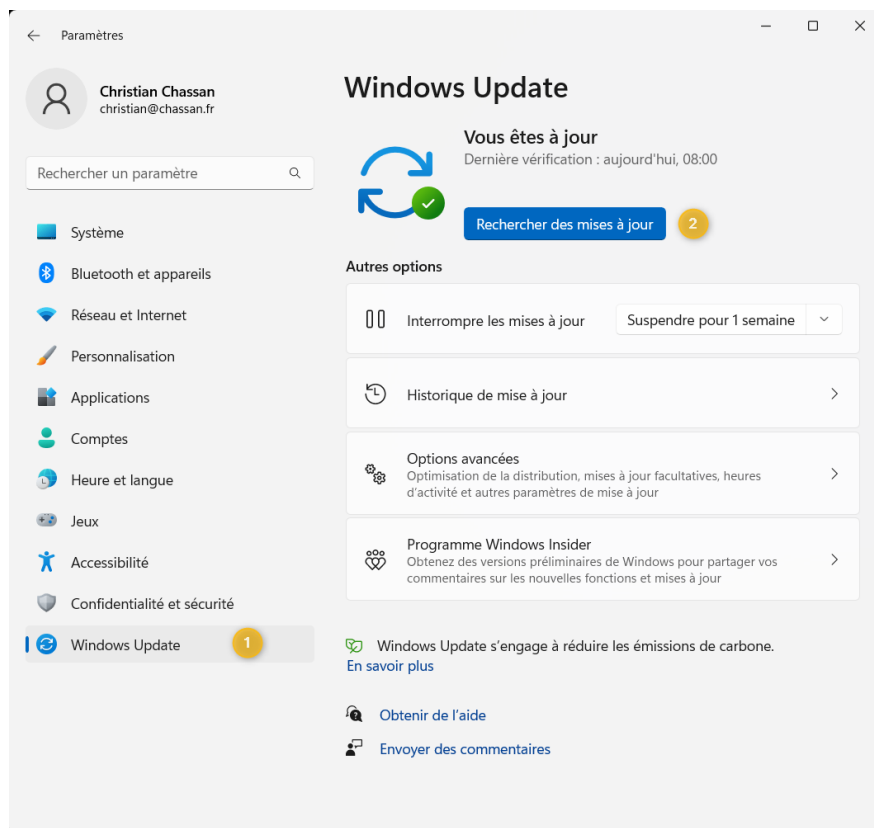 Paramètres
Christian Chassan
christian@chassan.fr
Rechercher un paramètre
Système
Bluetooth et appareils
Réseau et Internet
Personnalisation
Applications
Comptes
Heure et langue
Jeux
Accessibilité
Confidentialité et sécurité
Windows Update 1
Windows Update
Vous êtes à jour
Dernière vérification : aujourd'hui, 08:00
Rechercher des mises à jour 2
Autres options
Interrompre les mises à jour Suspendre pour 1 semaine
Historique de mise à jour
Options avancées
Optimisation de la distribution, mises à jour facultatives, heures
d'activité et autres paramètres de mise à jour
Programme Windows Insider
Obtenez des versions préliminaires de Windows pour partager vos
commentaires sur les nouvelles fonctions et mises à jour
Windows Update s'engage à réduire les émissions de carbone.
En savoir plus
Obtenir de l'aide
Envoyer des commentaires